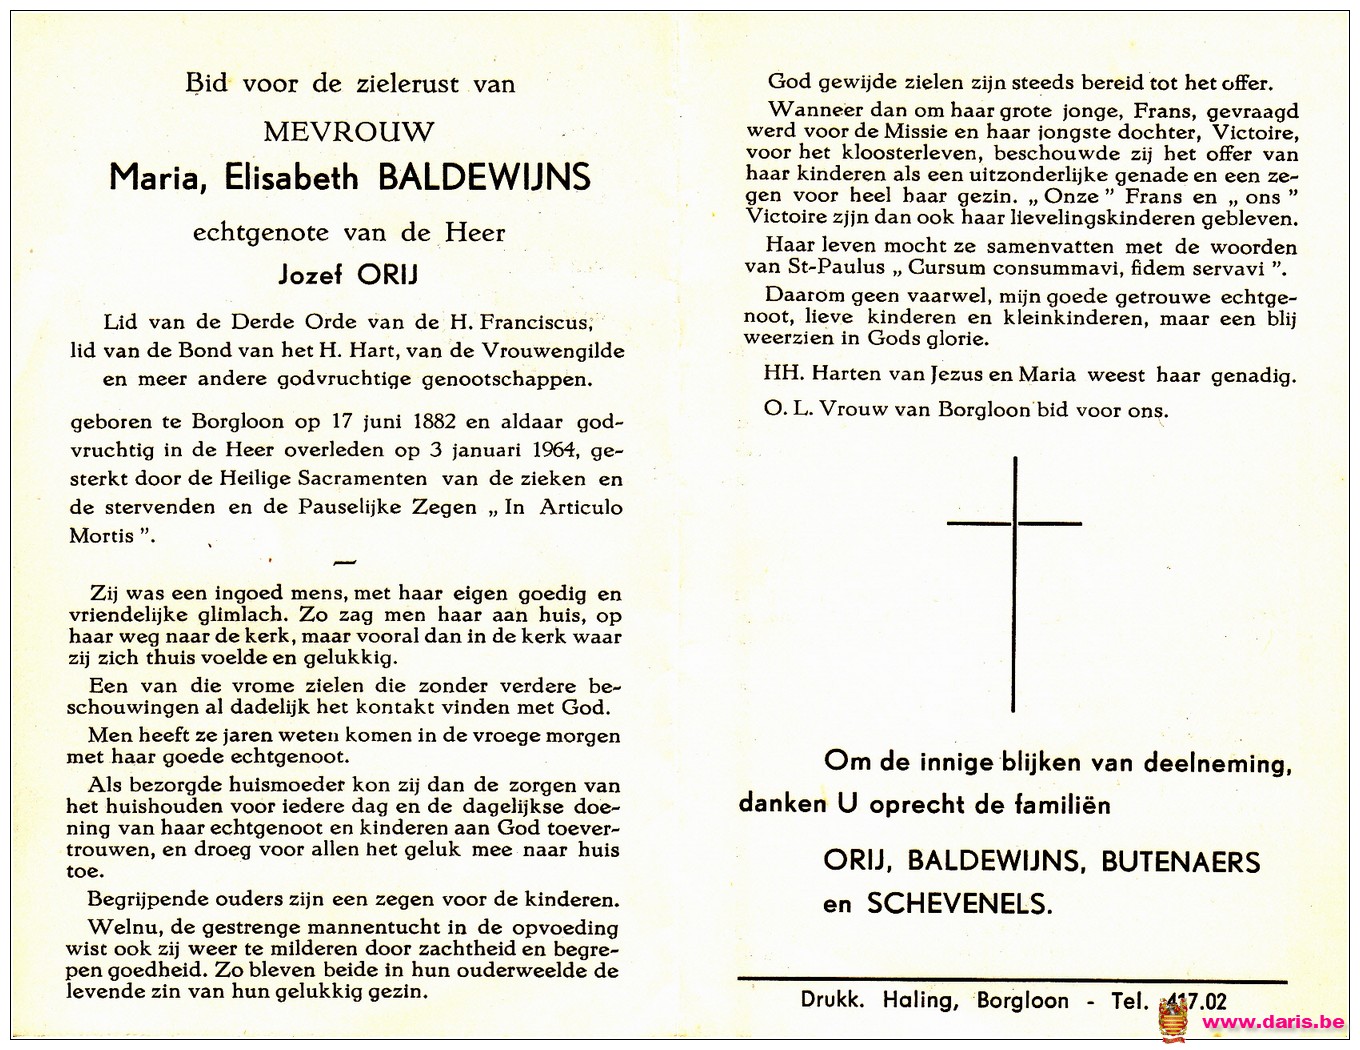 Bid voor de zielerust van
MEVROUW
Maria, Elisabeth BALDEWIJNS
echtgenote van de Heer
Jozef ORIJ
Lid van de Derde Orde van de H. Franciscus,
lid van de Bond van het H. Hart, van de Vrouwengilde
en meer andere godvruchtige genootschappen.
geboren te Borgloon op 17 juni 1882 en aldaar god-
vruchtig in de Heer overleden op 3 januari 1964, ge-
sterkt door de Heilige Sacramenten van de zieken en
de stervenden en de Pauselijke Zegen „ In Articulo
Mortis ”.
Zij was een ingoed mens, met haar eigen goedig en
vriendelijke glimlach. Zo zag men haar aan huis, op
haar weg naar de kerk, maar vooral dan in de kerk waar
zij zich thuis voelde en gelukkig.
Een van die vrome zielen die zonder verdere be-
schouwingen al dadelijk het kontakt vinden met God.
Men heeft ze jaren weten komen in de vroege morgen
met haar goede echtgenoot.
Als bezorgde huismoeder kon zij dan de zorgen van
het huishouden voor iedere dag en de dagelijkse doe-
ning van haar echtgenoot en kinderen aan God toever-
trouwen, en droeg voor allen het geluk mee naar huis
toe.
Begrijpende ouders zijn een zegen voor de kinderen.
Welnu, de gestrenge mannentucht in de opvoeding
wist ook zij weer te milderen door zachtheid en begre-
pen goedheid. Zo bleven beide in hun ouderweelde de
levende zin van hun gelukkig gezin.
God gewijde zielen zijn steeds bereid tot het offer.
Wanneer dan om haar grote jonge, Frans, gevraagd
werd voor de Missie en haar jongste dochter, Victoire,
voor het kloosterleven, beschouwde zij het offer van
haar kinderen als een uitzonderlijke genade en een ze-
gen voor heel haar gezin. „ Onze ” Frans en „ ons ”
Victoire zjjn dan ook haar lievelingskinderen gebleven.
Haar leven mocht ze samenvatten met de woorden
van St-Paulus „ Cursum consummavi, fidem servavi ”.
Daarom geen vaarwel, mijn goede getrouwe echtge-
noot, lieve kinderen en kleinkinderen, maar een blij
weerzien in Gods glorie.
HH. Harten van Jezus en Maria weest haar genadig.
O. L. Vrouw van Borgloon bid voor ons.
Om de innige blijken van deelneming,
danken U oprecht de familiën
ORIJ, BALDEWIJNS, BUTENAERS
en SCHEVENELS.
Drukk. Haling, Borgloon - Tel. 417.02
www.daris.be